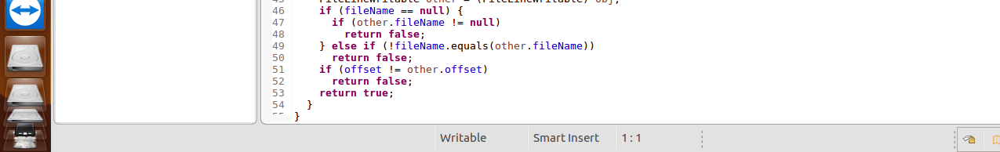 45 FileLineWritable other = (FileLineWritable) obj;
46 if (fileName == null) {
47 if (other.fileName != null)
48 return false;
49 } else if (!fileName.equals(other.fileName))
50 return false;
51 if (offset != other.offset)
52 return false;
53 return true;
54 }
55 }
Writable Smart Insert 1 : 1